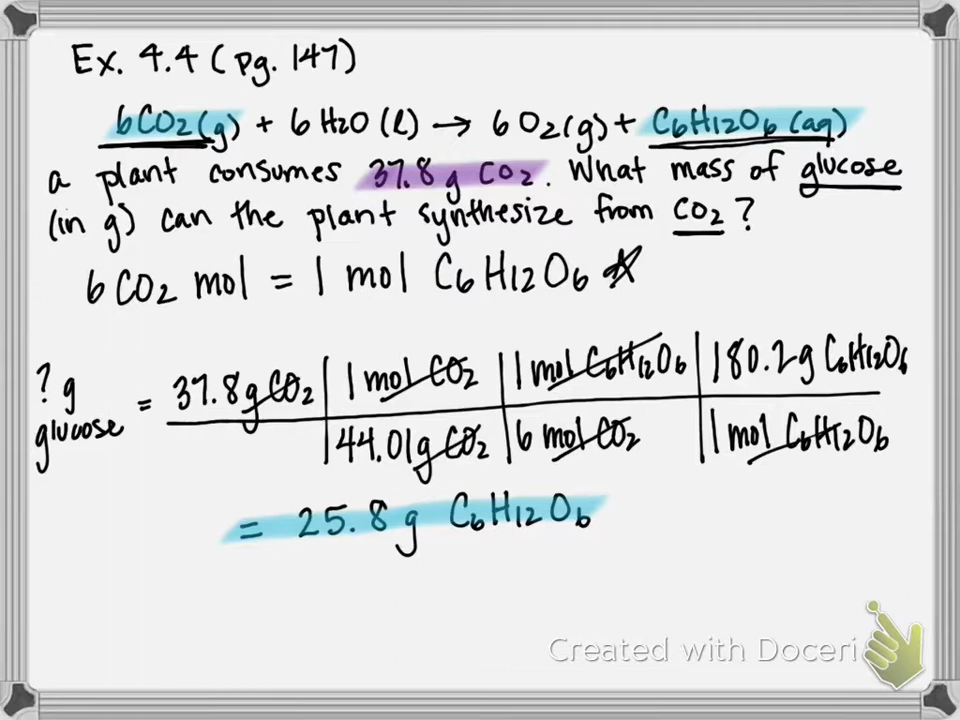 Ex. 4.4 (pg. 147)
6CO2(g) + 6 H2O (l) → 6 O2(g) + C6H12O6 (aq)
a plant consumes 37.8 g CO2. What mass of glucose
(in g) can the plant synthesize from CO2?
6 CO2 mol = 1 mol C6H12O6 ☆
? g glucose = 37.8 g CO2 | 1 mol CO2 | 1 mol C6H12O6 | 180.2 g C6H12O6
44.01 g CO2 | 6 mol CO2 | 1 mol C6H12O6
= 25.8 g C6H12O6
Created with Doceri